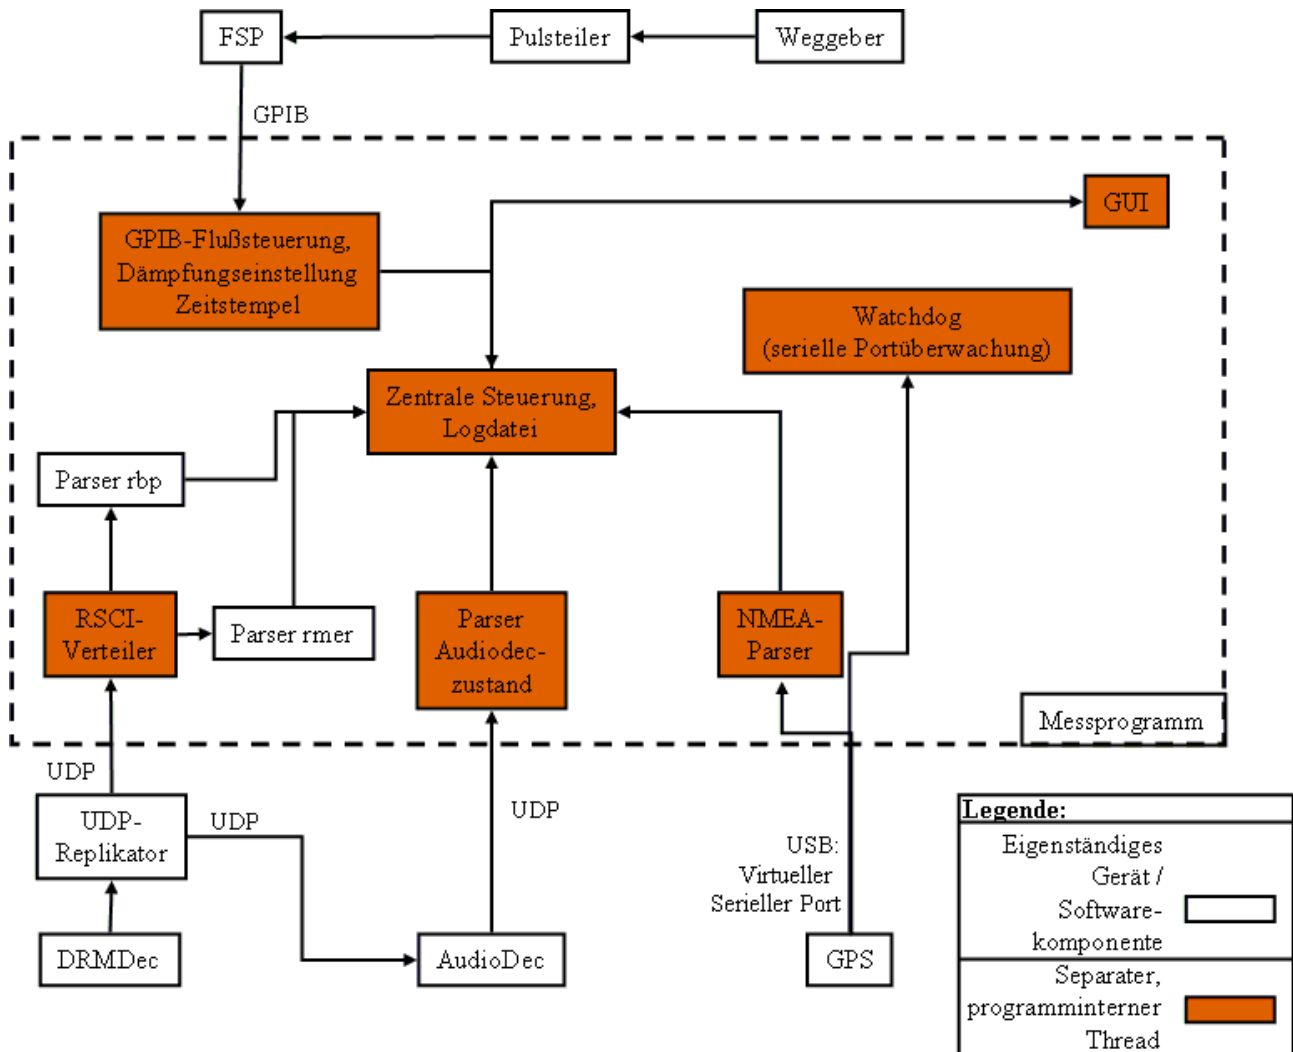 FSP
Pulsteiler
Weggeber
GPIB
GUI
GPIB-Flußsteuerung,
Dämpfungseinstellung
Zeitstempel
Watchdog
(serielle Portüberwachung)
Zentrale Steuerung,
Logdatei
Parser rbp
RSCI-
Verteiler
Parser rmer
Parser
Audiodec-
zustand
NMEA-
Parser
Messprogramm
UDP
UDP-
Replikator
UDP
UDP
USB:
Virtueller
Serieller Port
DRMDec
AudioDec
GPS
Legende:
Eigenständiges
Gerät /
Software-
komponente
Separater,
programminterner
Thread